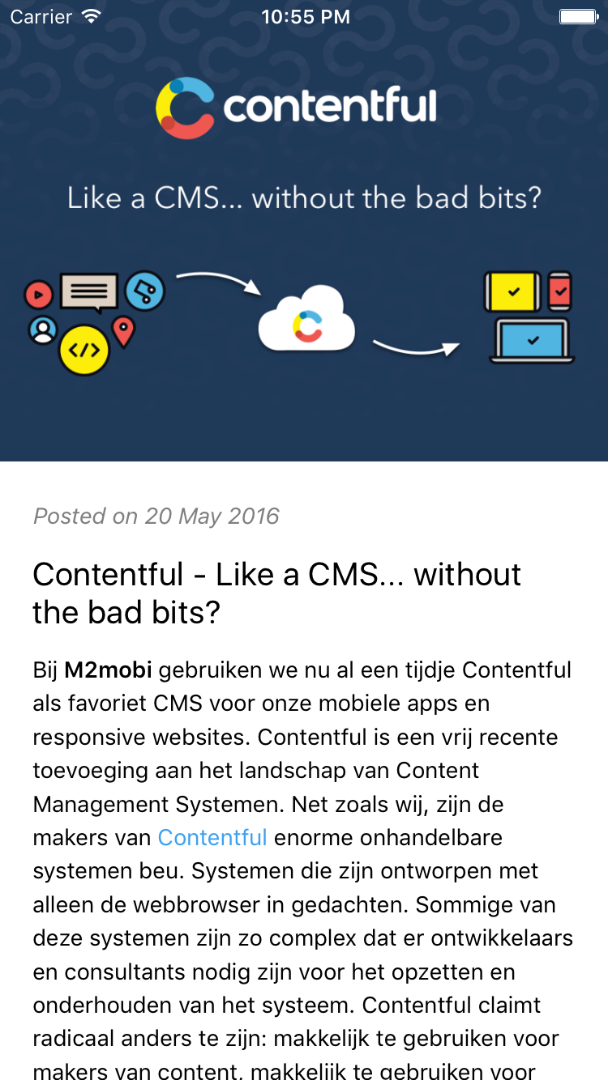 Carrier 10:55 PM
contentful
Like a CMS... without the bad bits?
</>
Posted on 20 May 2016
Contentful - Like a CMS... without
the bad bits?
Bij M2mobi gebruiken we nu al een tijdje Contentful
als favoriet CMS voor onze mobiele apps en
responsive websites. Contentful is een vrij recente
toevoeging aan het landschap van Content
Management Systemen. Net zoals wij, zijn de
makers van Contentful enorme onhandelbare
systemen beu. Systemen die zijn ontworpen met
alleen de webbrowser in gedachten. Sommige van
deze systemen zijn zo complex dat er ontwikkelaars
en consultants nodig zijn voor het opzetten en
onderhouden van het systeem. Contentful claimt
radicaal anders te zijn: makkelijk te gebruiken voor
makers van content, makkelijk te gebruiken voor